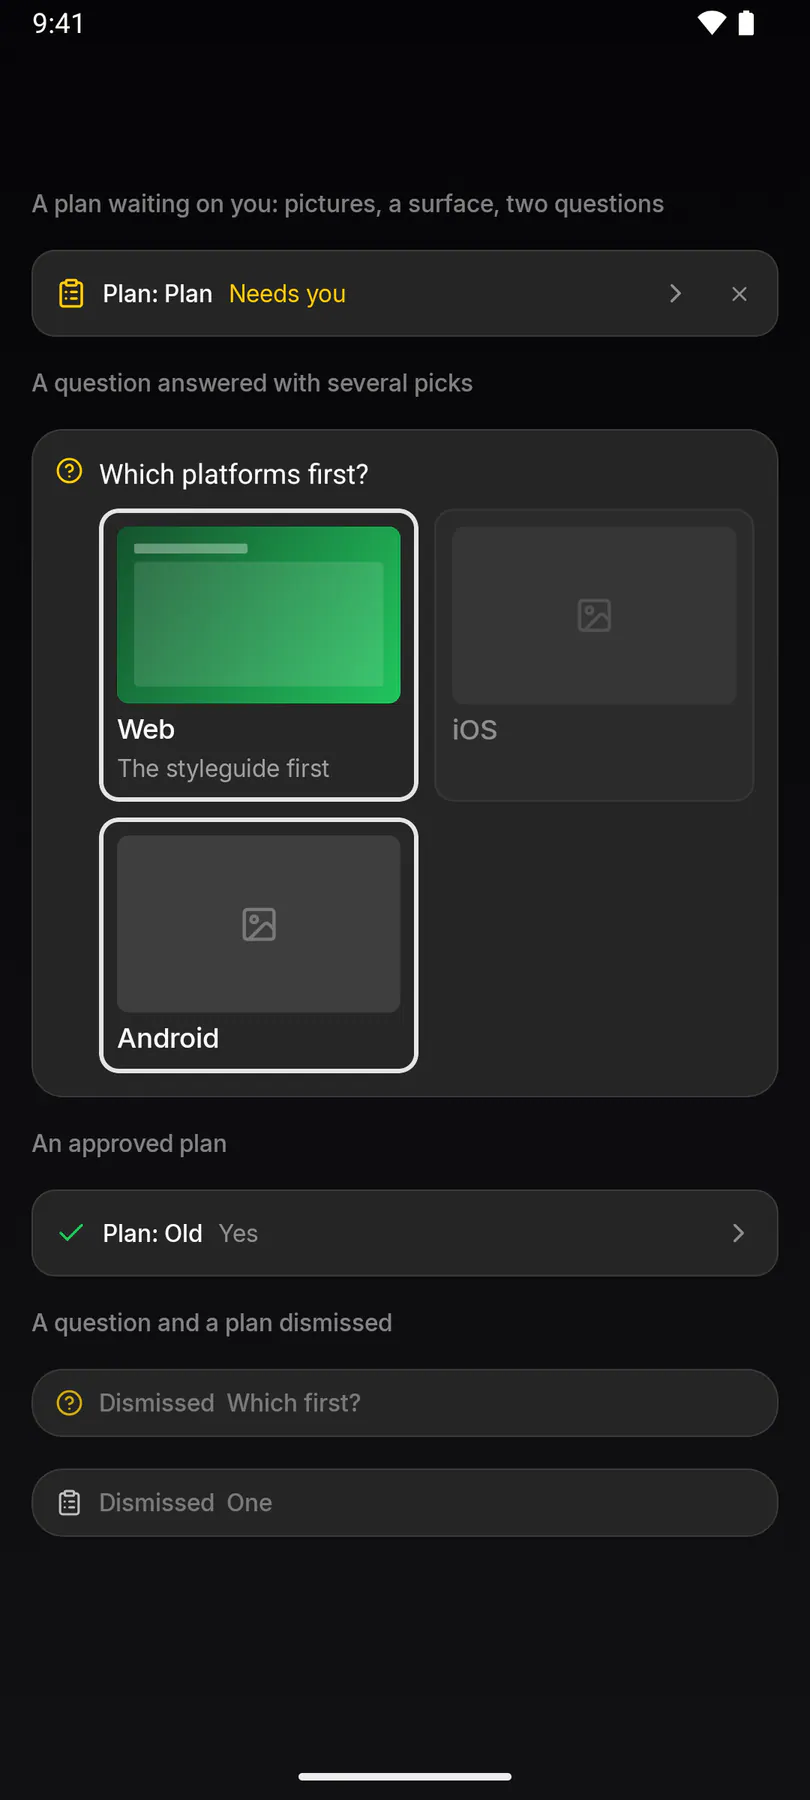 9:41
A plan waiting on you: pictures, a surface, two questions
Plan: Plan Needs you
A question answered with several picks
Which platforms first?
Web
The styleguide first
iOS
Android
An approved plan
Plan: Old Yes
A question and a plan dismissed
Dismissed Which first?
Dismissed One